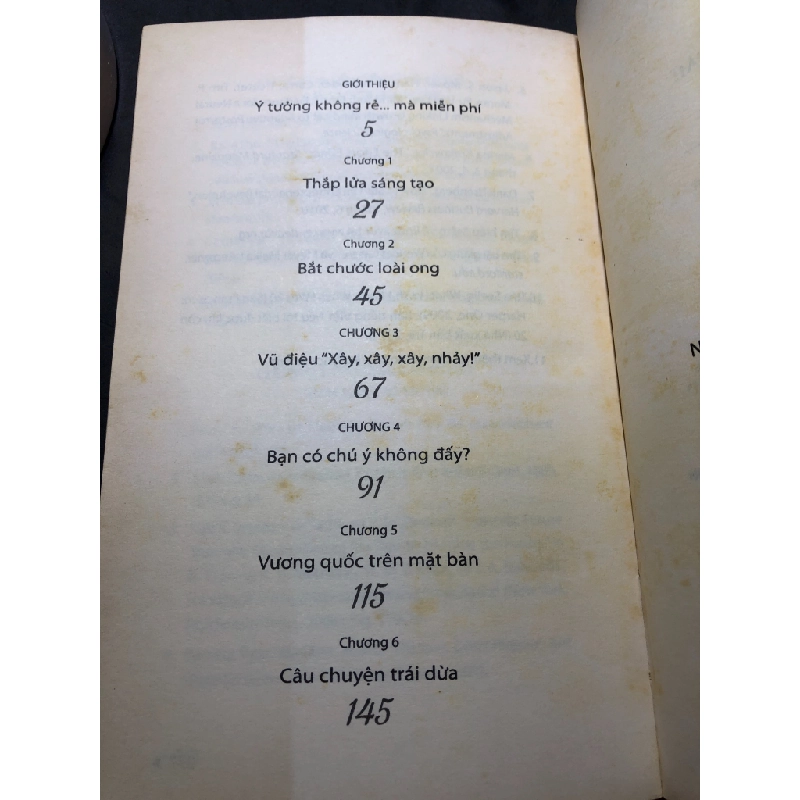 GIỚI THIỆU
Ý tưởng không rẻ... mà miễn phí
5
Chương 1
Thắp lửa sáng tạo
27
Chương 2
Bắt chước loài ong
45
CHƯƠNG 3
Vũ điệu “Xây, xây, xây, nhảy!”
67
CHƯƠNG 4
Bạn có chú ý không đấy?
91
Chương 5
Vương quốc trên mặt bàn
115
Chương 6
Câu chuyện trái dừa
145